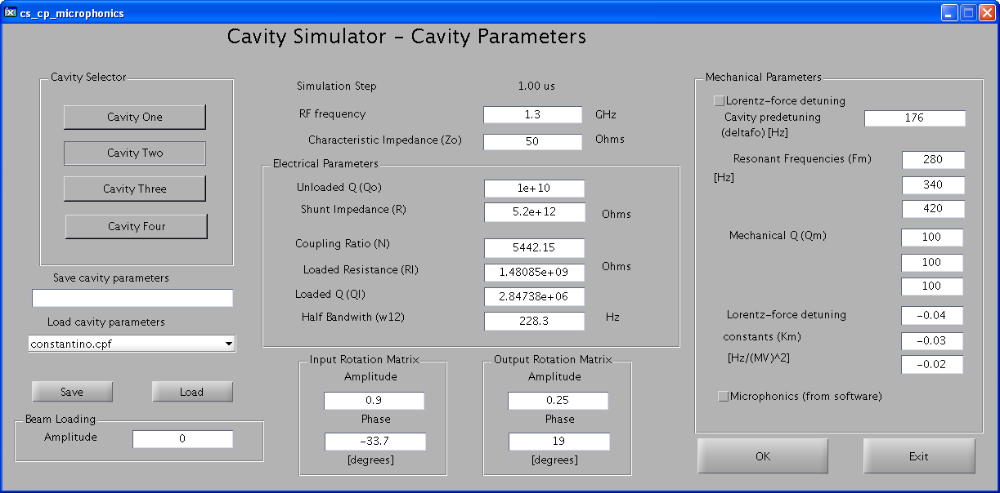 cs_cp_microphonics
Cavity Simulator - Cavity Parameters
Cavity Selector
Cavity One
Cavity Two
Cavity Three
Cavity Four
Save cavity parameters
Load cavity parameters
constantino.cpf
Save
Load
Beam Loading
Amplitude 0
Simulation Step 1.00 us
RF frequency 1.3 GHz
Characteristic Impedance (Zo) 50 Ohms
Electrical Parameters
Unloaded Q (Qo) 1e+10
Shunt Impedance (R) 5.2e+12 Ohms
Coupling Ratio (N) 5442.15
Loaded Resistance (Rl) 1.48085e+09 Ohms
Loaded Q (Ql) 2.84738e+06
Half Bandwith (w12) 228.3 Hz
Input Rotation Matrix
Amplitude
0.9
Phase
-33.7
[degrees]
Output Rotation Matrix
Amplitude
0.25
Phase
19
[degrees]
Mechanical Parameters
Lorentz-force detuning
Cavity predetuning
(deltafo) [Hz] 176
Resonant Frequencies (Fm)
[Hz]
280
340
420
Mechanical Q (Qm)
100
100
100
Lorentz-force detuning
constants (Km)
[Hz/(MV)^2]
-0.04
-0.03
-0.02
Microphonics (from software)
OK
Exit